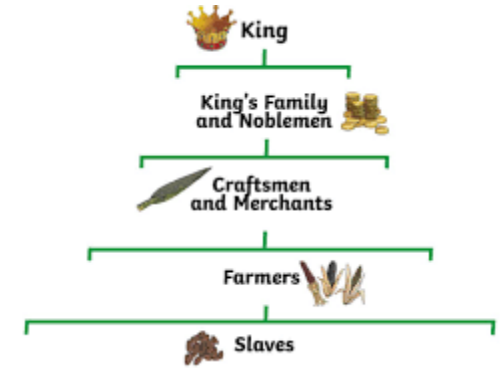 King
King's Family
and Noblemen
Craftsmen
and Merchants
Farmers
Slaves